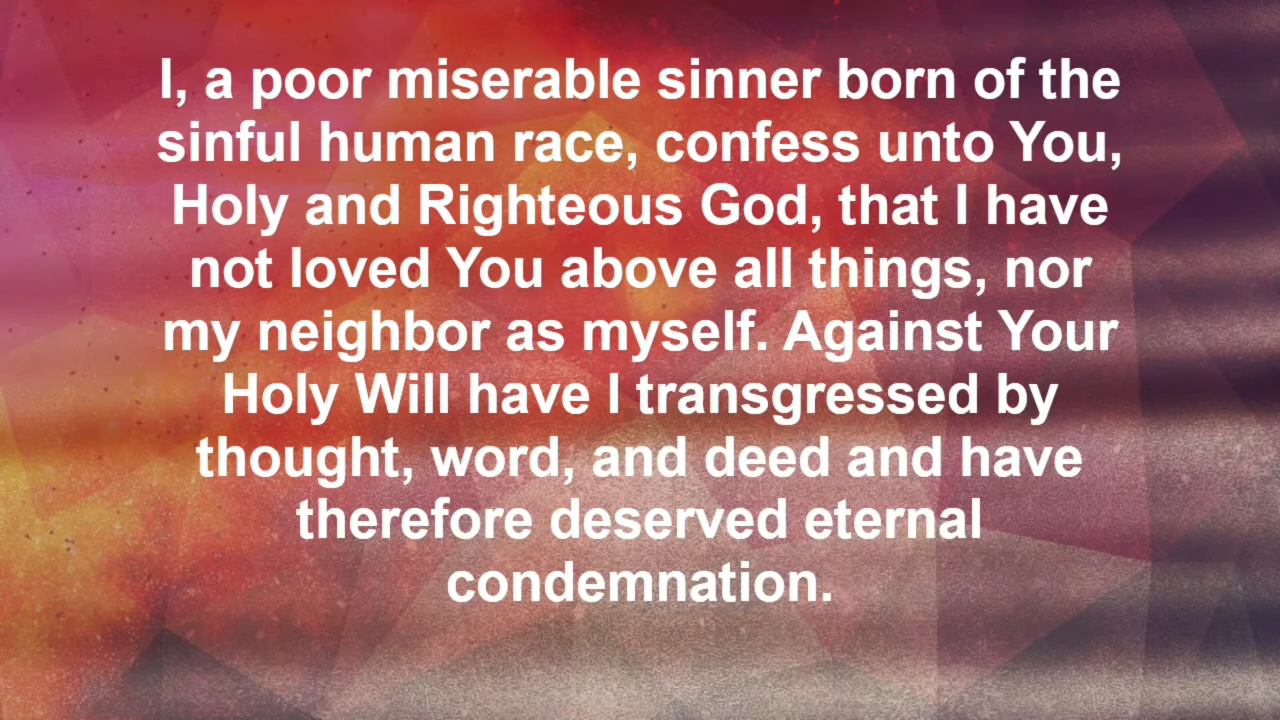 I, a poor miserable sinner born of the
sinful human race, confess unto You,
Holy and Righteous God, that I have
not loved You above all things, nor
my neighbor as myself. Against Your
Holy Will have I transgressed by
thought, word, and deed and have
therefore deserved eternal
condemnation.